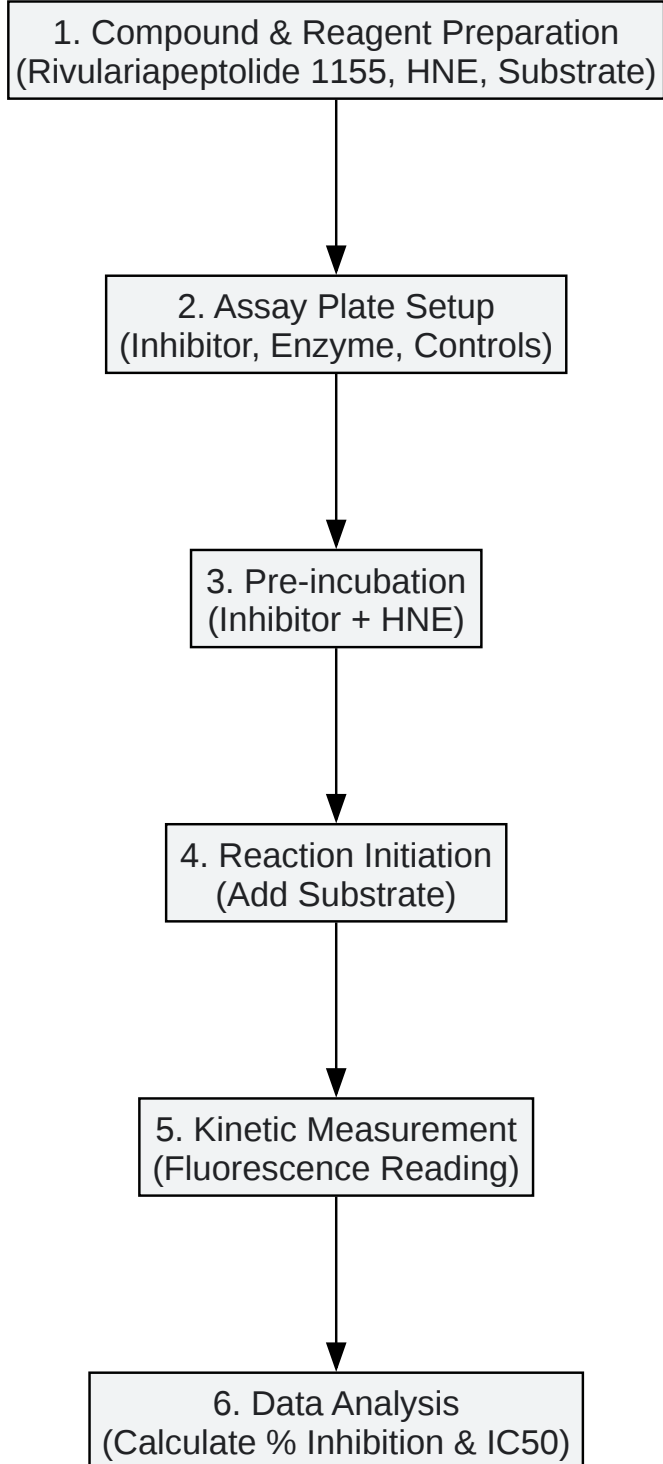 1. Compound & Reagent Preparation
(Rivulariapeptolide 1155, HNE, Substrate)
2. Assay Plate Setup
(Inhibitor, Enzyme, Controls)
3. Pre-incubation
(Inhibitor + HNE)
4. Reaction Initiation
(Add Substrate)
5. Kinetic Measurement
(Fluorescence Reading)
6. Data Analysis
(Calculate % Inhibition & IC50)